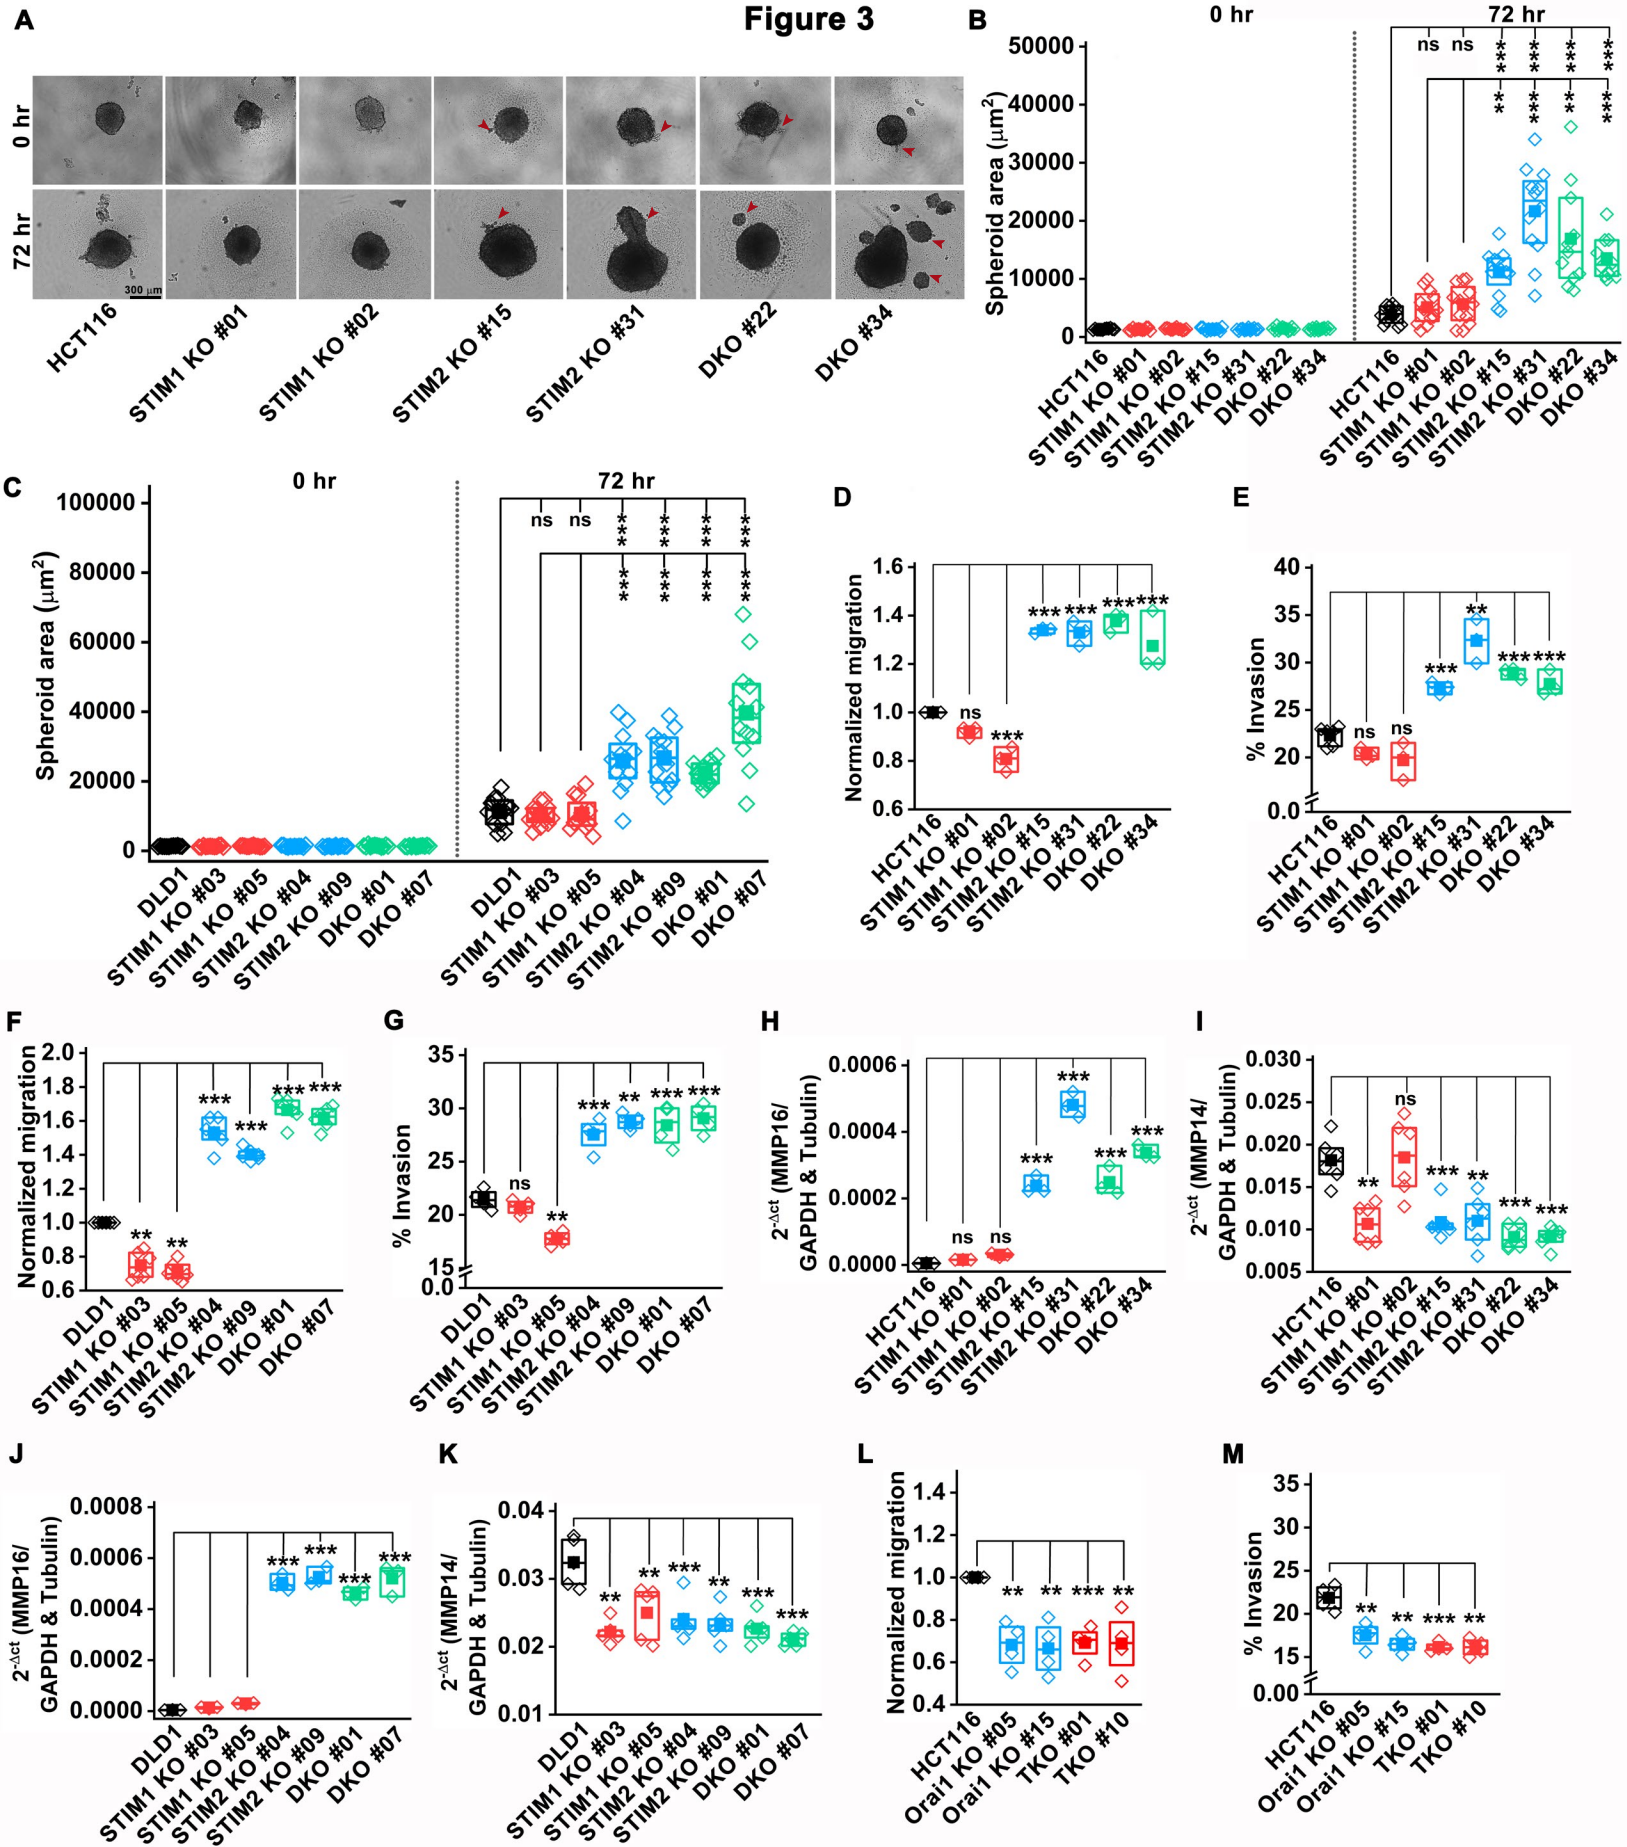 Figure 3
A
0 hr
72 hr
300 μm
HCT116
STIM1 KO #01
STIM1 KO #02
STIM2 KO #15
STIM2 KO #31
DKO #22
DKO #34
B
0 hr
72 hr
ns
ns
***
***
***
***
**
***
**
***
Spheroid area (μm2)
50000
40000
30000
20000
10000
0
HCT116
STIM1 KO #01
STIM1 KO #02
STIM2 KO #15
STIM2 KO #31
DKO #22
DKO #34
HCT116
STIM1 KO #01
STIM1 KO #02
STIM2 KO #15
STIM2 KO #31
DKO #22
DKO #34
C
0 hr
72 hr
ns
ns
***
***
***
***
***
***
***
***
Spheroid area (μm2)
100000
80000
60000
40000
20000
0
DLD1
STIM1 KO #03
STIM1 KO #05
STIM2 KO #04
STIM2 KO #09
DKO #01
DKO #07
DLD1
STIM1 KO #03
STIM1 KO #05
STIM2 KO #04
STIM2 KO #09
DKO #01
DKO #07
D
Normalized migration
1.6
1.4
1.2
1.0
0.8
0.6
ns
***
***
***
***
***
HCT116
STIM1 KO #01
STIM1 KO #02
STIM2 KO #15
STIM2 KO #31
DKO #22
DKO #34
E
% Invasion
40
35
30
25
20
0.0
ns
ns
***
**
***
***
HCT116
STIM1 KO #01
STIM1 KO #02
STIM2 KO #15
STIM2 KO #31
DKO #22
DKO #34
F
Normalized migration
2.0
1.8
1.6
1.4
1.2
1.0
0.8
0.6
**
**
***
***
***
***
DLD1
STIM1 KO #03
STIM1 KO #05
STIM2 KO #04
STIM2 KO #09
DKO #01
DKO #07
G
% Invasion
35
30
25
20
15
0.0
ns
**
***
**
***
***
DLD1
STIM1 KO #03
STIM1 KO #05
STIM2 KO #04
STIM2 KO #09
DKO #01
DKO #07
H
2-Δct (MMP16/
GAPDH & Tubulin)
0.0006
0.0004
0.0002
0.0000
ns
ns
***
***
***
***
HCT116
STIM1 KO #01
STIM1 KO #02
STIM2 KO #15
STIM2 KO #31
DKO #22
DKO #34
I
2-Δct (MMP14/
GAPDH & Tubulin)
0.030
0.025
0.020
0.015
0.010
0.005
**
ns
***
**
***
***
HCT116
STIM1 KO #01
STIM1 KO #02
STIM2 KO #15
STIM2 KO #31
DKO #22
DKO #34
J
2-Δct (MMP16/
GAPDH & Tubulin)
0.0008
0.0006
0.0004
0.0002
0.0000
***
***
***
***
DLD1
STIM1 KO #03
STIM1 KO #05
STIM2 KO #04
STIM2 KO #09
DKO #01
DKO #07
K
2-Δct (MMP14/
GAPDH & Tubulin)
0.04
0.03
0.02
0.01
**
**
***
**
***
***
DLD1
STIM1 KO #03
STIM1 KO #05
STIM2 KO #04
STIM2 KO #09
DKO #01
DKO #07
L
Normalized migration
1.4
1.2
1.0
0.8
0.6
0.4
**
**
***
**
HCT116
Orai1 KO #05
Orai1 KO #15
TKO #01
TKO #10
M
% Invasion
35
30
25
20
15
0.00
**
**
***
**
HCT116
Orai1 KO #05
Orai1 KO #15
TKO #01
TKO #10